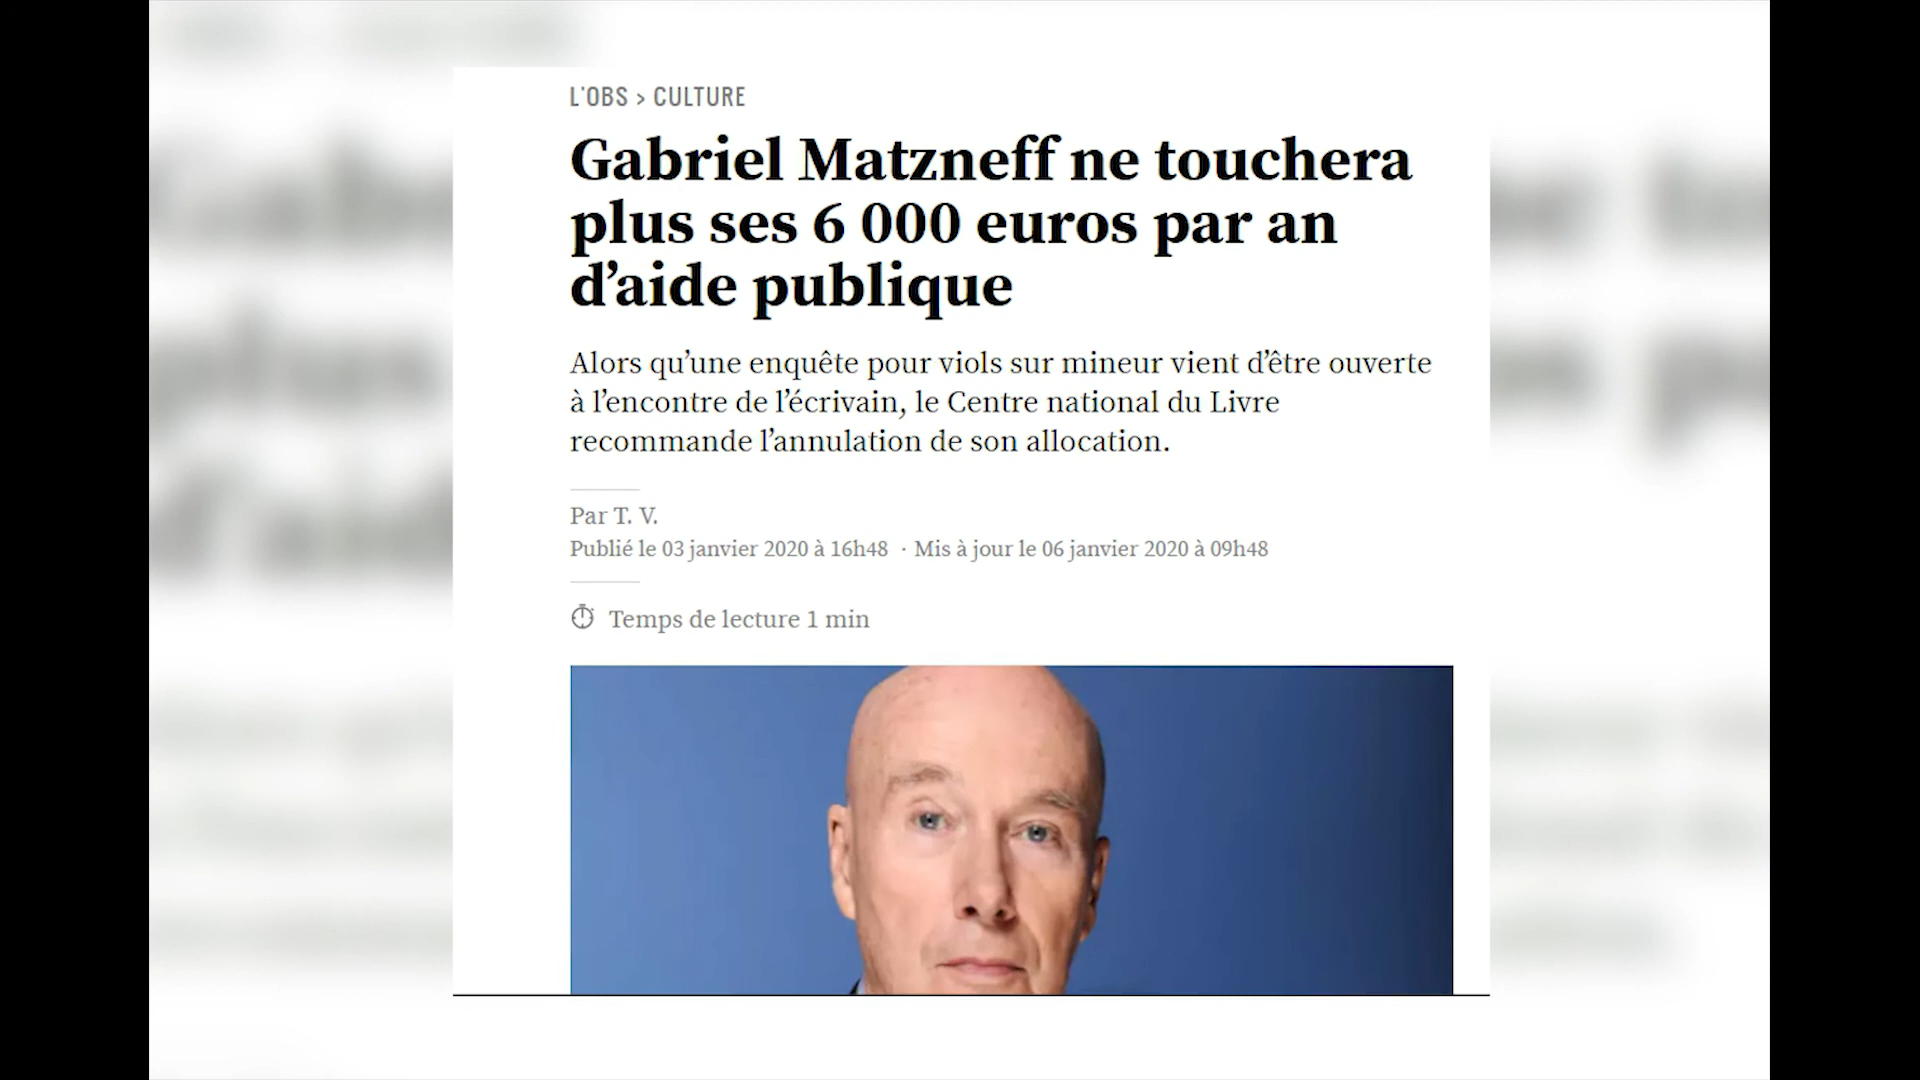 L'OBS > CULTURE
Gabriel Matzneff ne touchera
plus ses 6 000 euros par an
d’aide publique
Alors qu’une enquête pour viols sur mineur vient d’être ouverte
à l’encontre de l’écrivain, le Centre national du Livre
recommande l’annulation de son allocation.
Par T. V.
Publié le 03 janvier 2020 à 16h48 · Mis à jour le 06 janvier 2020 à 09h48
Temps de lecture 1 min